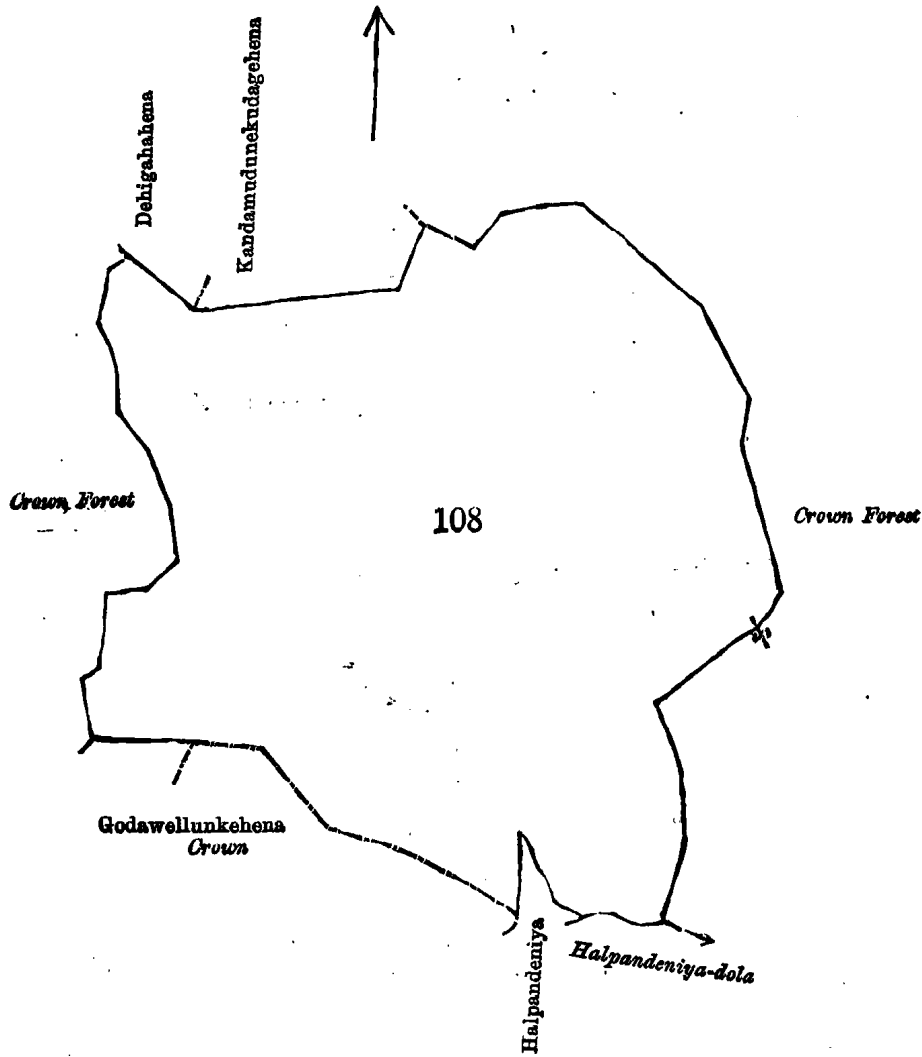 Dehigahahena
Kandamudunekudagehena
Crown Forest
108
Crown Forest
Godawellunkehena
Crown
Halpandeniya
Halpandeniya-dola